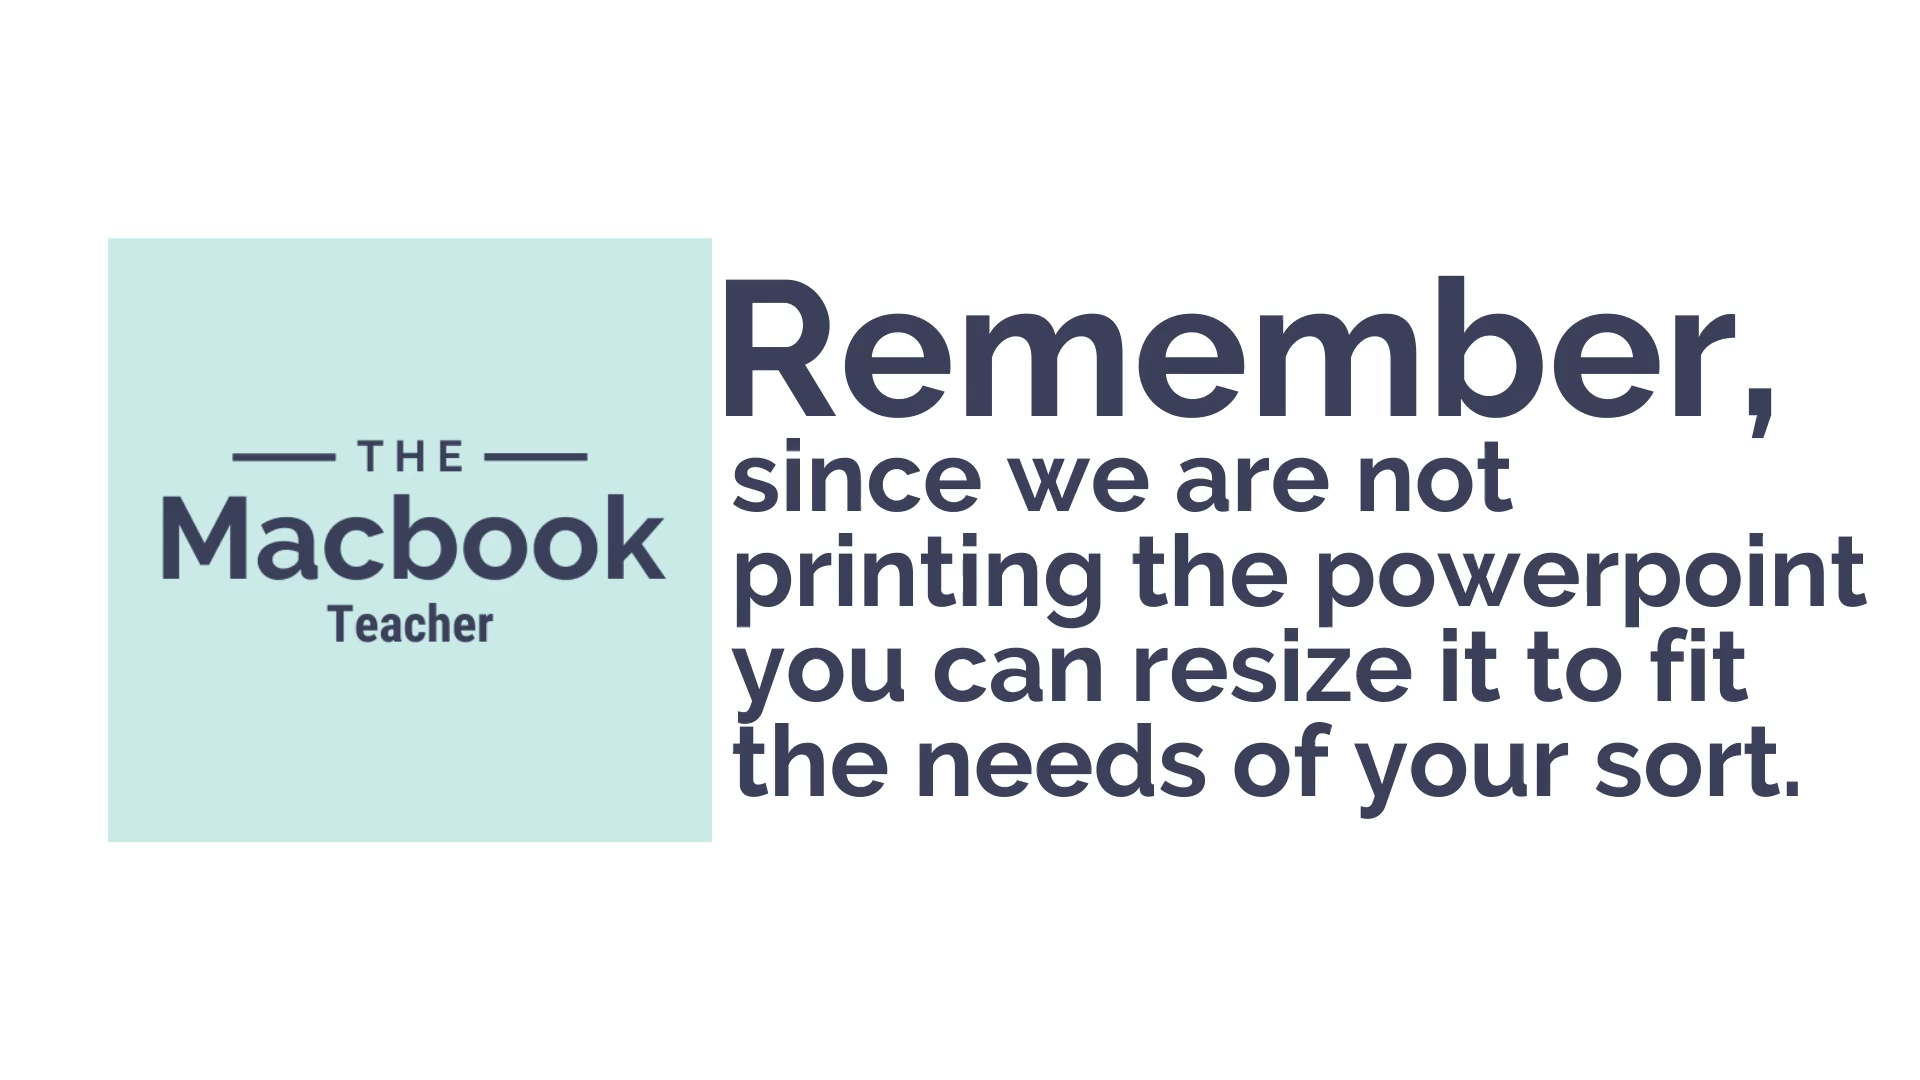 THE
Macbook
Teacher
Remember,
since we are not
printing the powerpoint
you can resize it to fit
the needs of your sort.